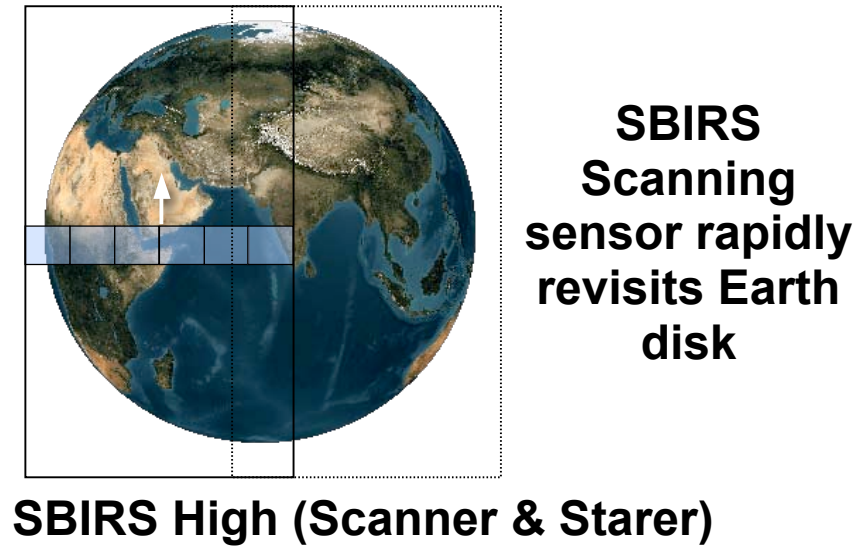 SBIRS
Scanning
sensor rapidly
revisits Earth
disk
SBIRS High (Scanner & Starer)